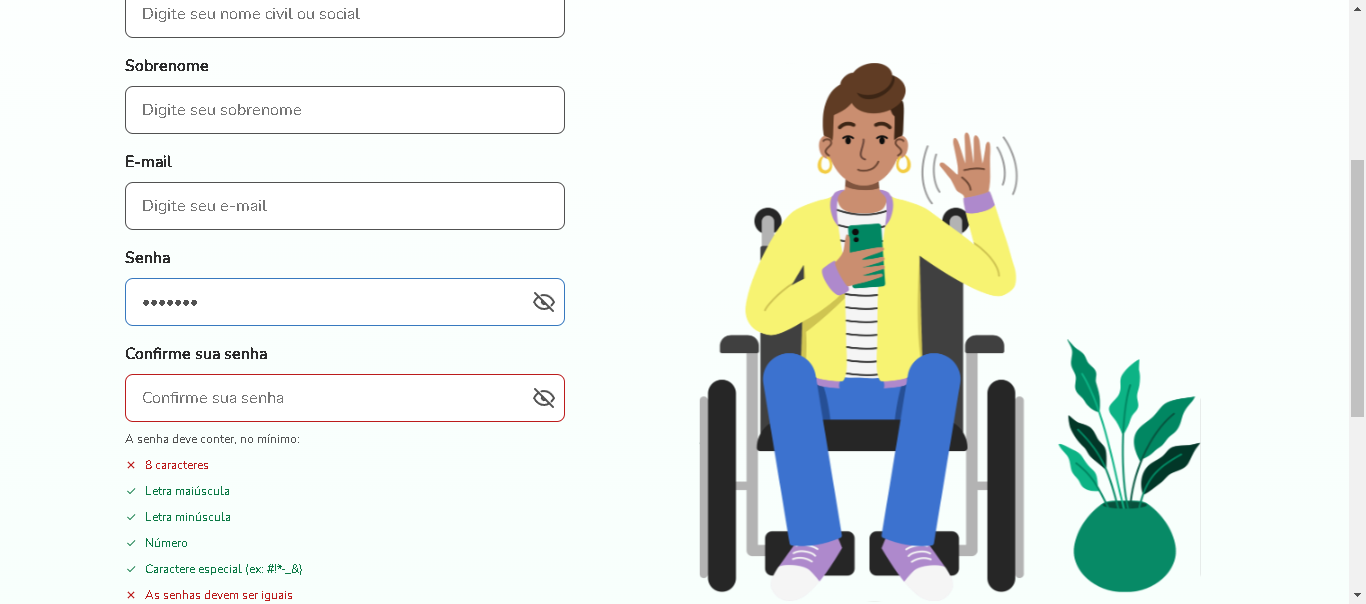 Digite seu nome civil ou social
Sobrenome
Digite seu sobrenome
E-mail
Digite seu e-mail
Senha
•••••••
Confirme sua senha
Confirme sua senha
A senha deve conter, no mínimo:
× 8 caracteres
✓ Letra maiúscula
✓ Letra minúscula
✓ Número
✓ Caractere especial (ex: #!*-_&)
× As senhas devem ser iguais